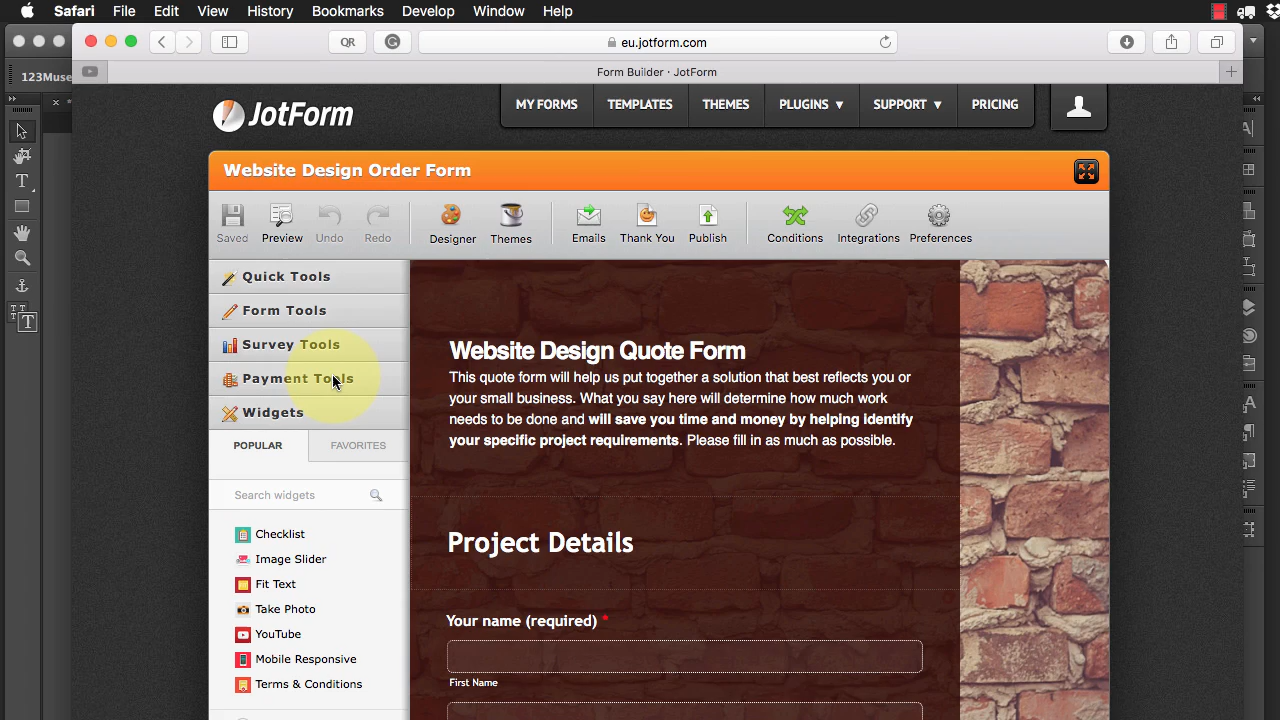 Safari File Edit View History Bookmarks Develop Window Help
QR
eu.jotform.com
Form Builder · JotForm
123Muse
JotForm
MY FORMS TEMPLATES THEMES PLUGINS ▼ SUPPORT ▼ PRICING
Website Design Order Form
Saved Preview Undo Redo Designer Themes Emails Thank You Publish Conditions Integrations Preferences
Quick Tools
Form Tools
Survey Tools
Payment Tools
Widgets
POPULAR FAVORITES
Search widgets
Checklist
Image Slider
Fit Text
Take Photo
YouTube
Mobile Responsive
Terms & Conditions
Website Design Quote Form
This quote form will help us put together a solution that best reflects you or
your small business. What you say here will determine how much work
needs to be done and will save you time and money by helping identify
your specific project requirements. Please fill in as much as possible.
Project Details
Your name (required) *
First Name